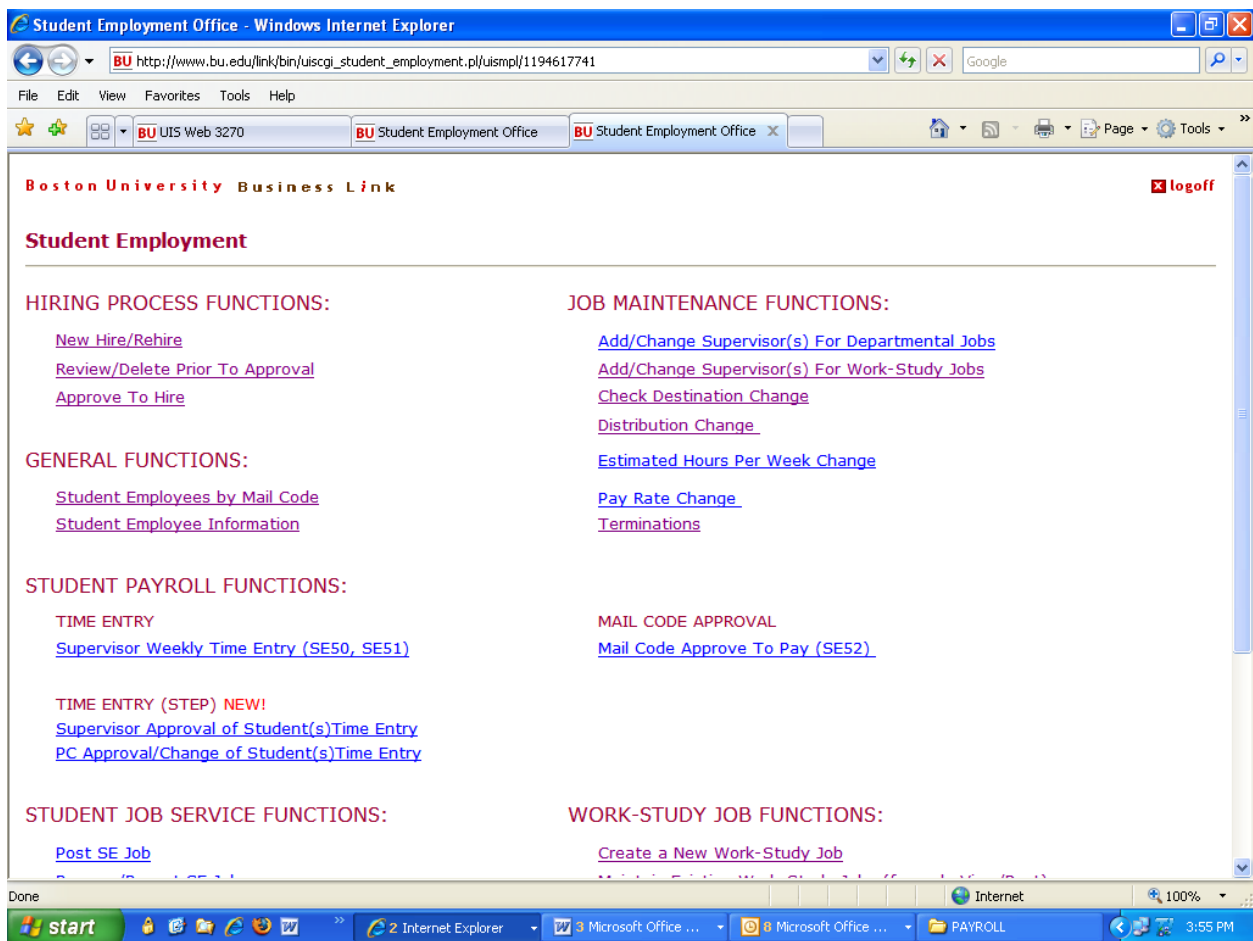 Student Employment Office - Windows Internet Explorer
BU http://www.bu.edu/link/bin/uiscgi_student_employment.pl/uismpl/1194617741
Google
File Edit View Favorites Tools Help
BU UIS Web 3270 BU Student Employment Office BU Student Employment Office X Page Tools »
Boston University Business Link
x logoff
Student Employment
HIRING PROCESS FUNCTIONS:
New Hire/Rehire
Review/Delete Prior To Approval
Approve To Hire
JOB MAINTENANCE FUNCTIONS:
Add/Change Supervisor(s) For Departmental Jobs
Add/Change Supervisor(s) For Work-Study Jobs
Check Destination Change
Distribution Change
Estimated Hours Per Week Change
Pay Rate Change
Terminations
GENERAL FUNCTIONS:
Student Employees by Mail Code
Student Employee Information
STUDENT PAYROLL FUNCTIONS:
TIME ENTRY
Supervisor Weekly Time Entry (SE50, SE51)
MAIL CODE APPROVAL
Mail Code Approve To Pay (SE52)
TIME ENTRY (STEP) NEW!
Supervisor Approval of Student(s)Time Entry
PC Approval/Change of Student(s)Time Entry
STUDENT JOB SERVICE FUNCTIONS:
Post SE Job
WORK-STUDY JOB FUNCTIONS:
Create a New Work-Study Job
Done Internet 100%
start » 2 Internet Explorer 3 Microsoft Office ... 8 Microsoft Office ... PAYROLL 3:55 PM